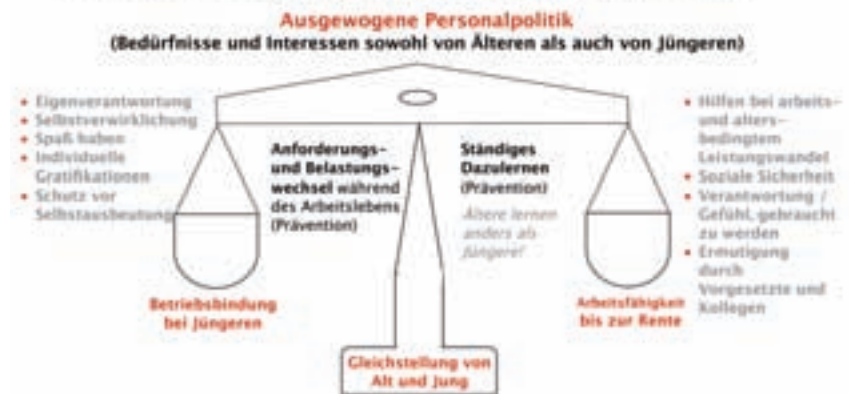 Ausgewogene Personalpolitik
(Bedürfnisse und Interessen sowohl von Älteren als auch von Jüngeren)
• Eigenverantwortung
• Selbstverwirklichung
• Spaß haben
• Individuelle
Gratifikationen
• Schutz vor
Selbstausbeutung
Anforderungs-
und Belastungs-
wechsel während
des Arbeitslebens
(Prävention)
Ständiges
Dazulernen
(Prävention)
Ältere lernen
anders als
Jüngere!
• Hilfen bei arbeits-
und alters-
bedingtem
Leistungswandel
• Soziale Sicherheit
• Verantwortung /
Gefühl, gebraucht
zu werden
• Ermutigung
durch
Vorgesetzte und
Kollegen
Betriebsbindung
bei Jüngeren
Arbeitsfähigkeit
bis zur Rente
Gleichstellung von
Alt und Jung